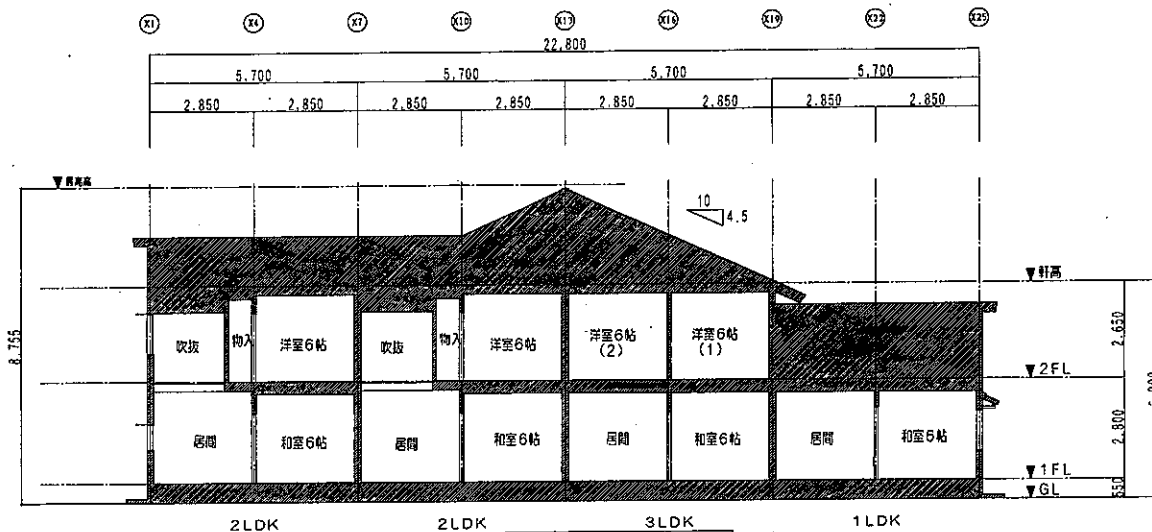 X1 X4 X7 X10 X13 X16 X19 X22 X25
22,800
5,700 5,700 5,700 5,700
2,850 2,850 2,850 2,850 2,850 2,850 2,850 2,850
10
4.5
軒高
8,755
2,650
吹抜 物入 洋室6帖 吹抜 物入 洋室6帖 洋室6帖 (2) 洋室6帖 (1)
2FL
2,800
居間 和室6帖 居間 和室6帖 居間 和室6帖 居間 和室6帖
1FL
550
GL
2LDK 2LDK 3LDK 1LDK